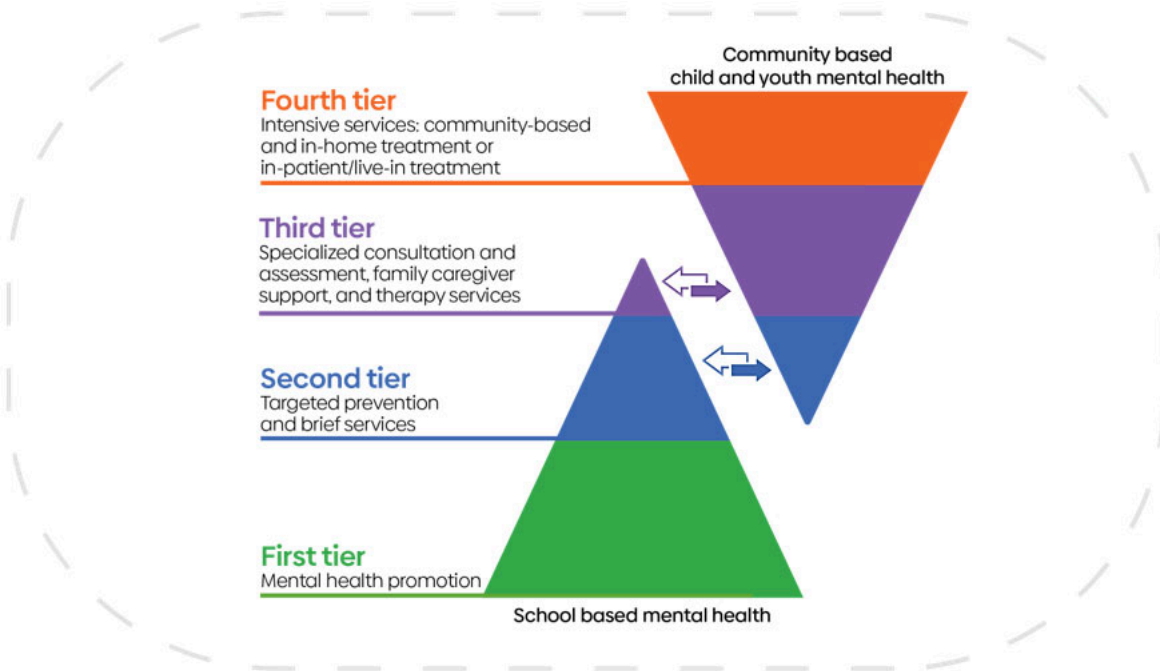 Community based
child and youth mental health
Fourth tier
Intensive services: community-based
and in-home treatment or
in-patient/live-in treatment
Third tier
Specialized consultation and
assessment, family caregiver
support, and therapy services
Second tier
Targeted prevention
and brief services
First tier
Mental health promotion
School based mental health